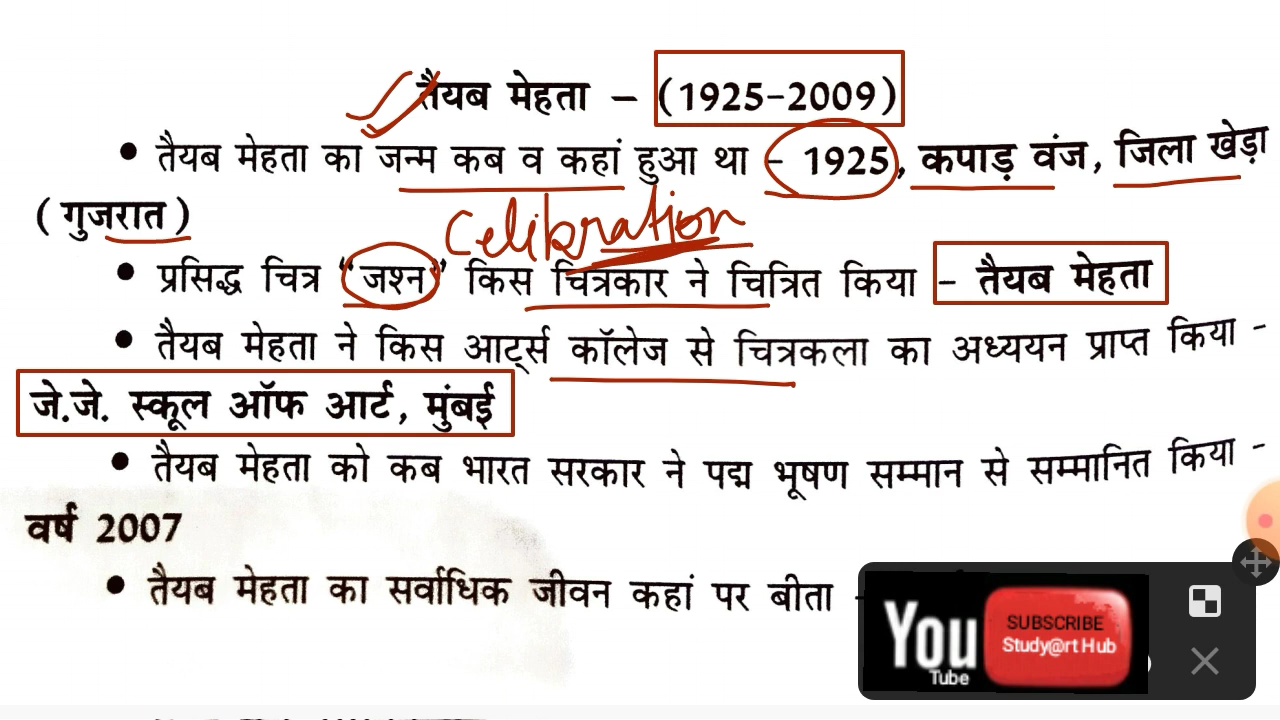 तैयब मेहता – (1925-2009)
• तैयब मेहता का जन्म कब व कहां हुआ था - 1925, कपाड़ वंज, जिला खेड़ा
(गुजरात)
Celibration
• प्रसिद्ध चित्र "जश्न" किस चित्रकार ने चित्रित किया - तैयब मेहता
• तैयब मेहता ने किस आर्ट्स कॉलेज से चित्रकला का अध्ययन प्राप्त किया -
जे.जे. स्कूल ऑफ आर्ट, मुंबई
• तैयब मेहता को कब भारत सरकार ने पद्म भूषण सम्मान से सम्मानित किया -
वर्ष 2007
• तैयब मेहता का सर्वाधिक जीवन कहां पर बीता -
You
Tube
SUBSCRIBE
Study@rt Hub